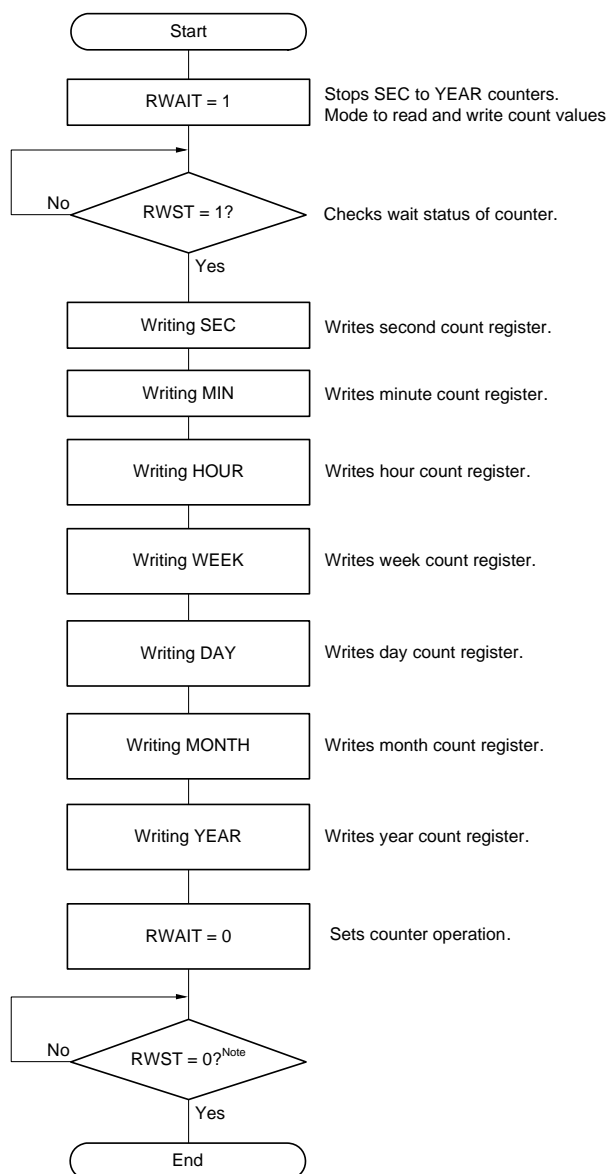 Start
RWAIT = 1
Stops SEC to YEAR counters.
Mode to read and write count values
No
RWST = 1?
Checks wait status of counter.
Yes
Writing SEC
Writes second count register.
Writing MIN
Writes minute count register.
Writing HOUR
Writes hour count register.
Writing WEEK
Writes week count register.
Writing DAY
Writes day count register.
Writing MONTH
Writes month count register.
Writing YEAR
Writes year count register.
RWAIT = 0
Sets counter operation.
No
RWST = 0?Note
Yes
End